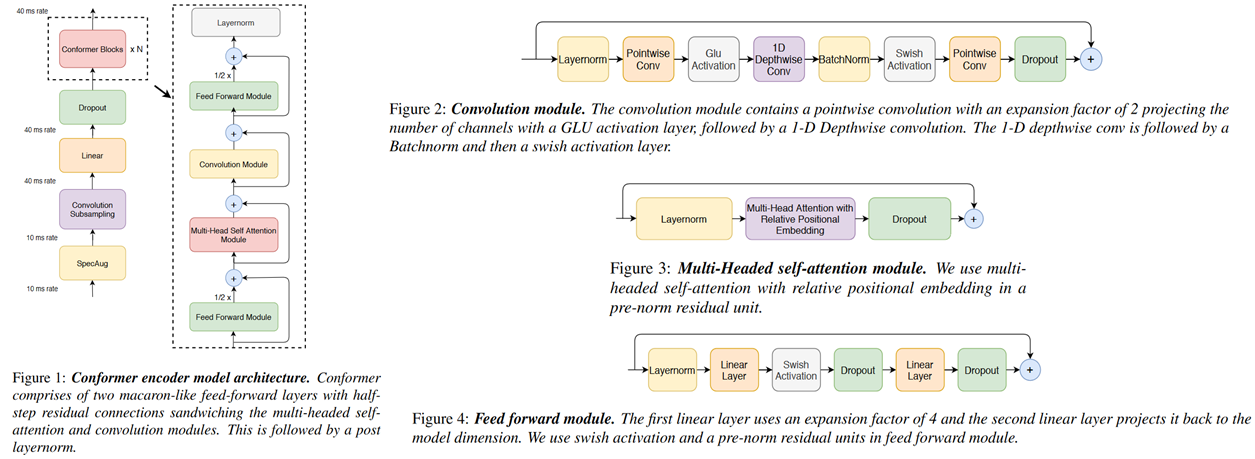 40 ms rate
Conformer Blocks
x N
40 ms rate
Dropout
40 ms rate
Linear
40 ms rate
Convolution
Subsampling
10 ms rate
SpecAug
10 ms rate
Layernorm
+
1/2 x
Feed Forward Module
+
Convolution Module
+
Multi-Head Self Attention
Module
+
1/2 x
Feed Forward Module
Figure 1: Conformer encoder model architecture. Conformer
comprises of two macaron-like feed-forward layers with half-
step residual connections sandwiching the multi-headed self-
attention and convolution modules. This is followed by a post
layernorm.
Layernorm
Pointwise
Conv
Glu
Activation
1D
Depthwise
Conv
BatchNorm
Swish
Activation
Pointwise
Conv
Dropout
+
Figure 2: Convolution module. The convolution module contains a pointwise convolution with an expansion factor of 2 projecting the
number of channels with a GLU activation layer, followed by a 1-D Depthwise convolution. The 1-D depthwise conv is followed by a
Batchnorm and then a swish activation layer.
Layernorm
Multi-Head Attention with
Relative Positional
Embedding
Dropout
+
Figure 3: Multi-Headed self-attention module. We use multi-
headed self-attention with relative positional embedding in a
pre-norm residual unit.
Layernorm
Linear
Layer
Swish
Activation
Dropout
Linear
Layer
Dropout
+
Figure 4: Feed forward module. The first linear layer uses an expansion factor of 4 and the second linear layer projects it back to the
model dimension. We use swish activation and a pre-norm residual units in feed forward module.